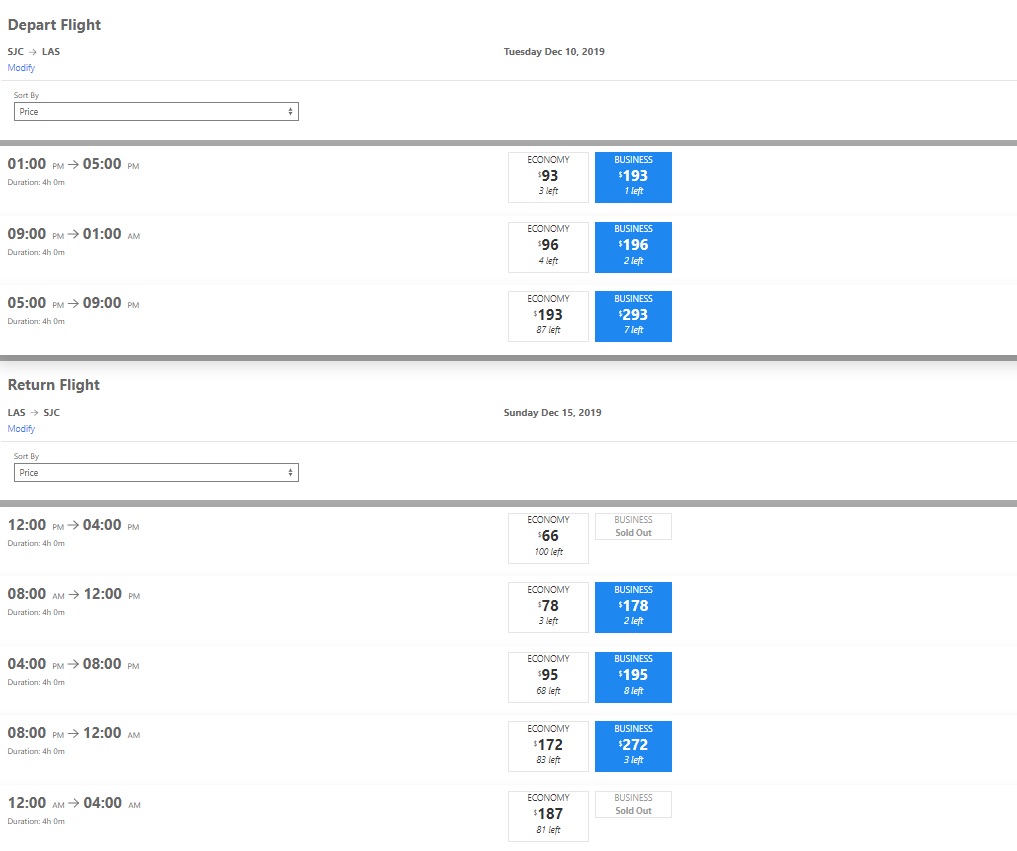 Depart Flight
SJC → LAS Tuesday Dec 10, 2019
Modify
Sort By
Price
01:00 PM → 05:00 PM
Duration: 4h 0m
ECONOMY
$93
3 left
BUSINESS
$193
1 left
09:00 PM → 01:00 AM
Duration: 4h 0m
ECONOMY
$96
4 left
BUSINESS
$196
2 left
05:00 PM → 09:00 PM
Duration: 4h 0m
ECONOMY
$193
87 left
BUSINESS
$293
7 left
Return Flight
LAS → SJC Sunday Dec 15, 2019
Modify
Sort By
Price
12:00 PM → 04:00 PM
Duration: 4h 0m
ECONOMY
$66
100 left
BUSINESS
Sold Out
08:00 AM → 12:00 PM
Duration: 4h 0m
ECONOMY
$78
3 left
BUSINESS
$178
2 left
04:00 PM → 08:00 PM
Duration: 4h 0m
ECONOMY
$95
68 left
BUSINESS
$195
8 left
08:00 PM → 12:00 AM
Duration: 4h 0m
ECONOMY
$172
83 left
BUSINESS
$272
3 left
12:00 AM → 04:00 AM
Duration: 4h 0m
ECONOMY
$187
81 left
BUSINESS
Sold Out